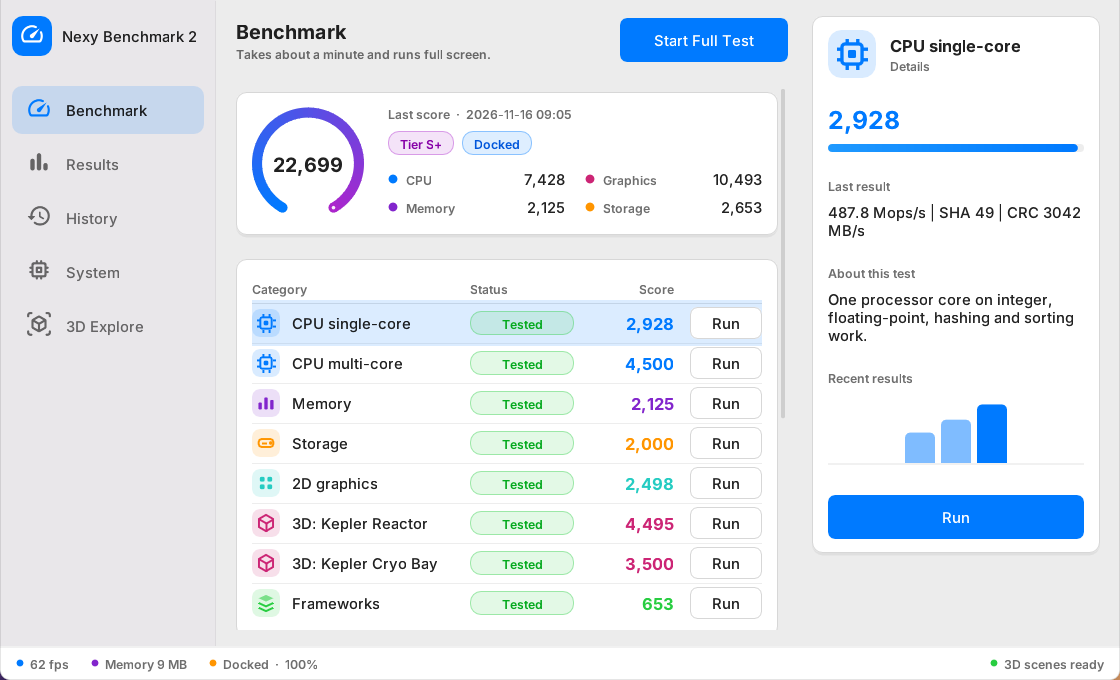 Nexy Benchmark 2
Benchmark
Results
History
System
3D Explore
Benchmark
Takes about a minute and runs full screen.
Start Full Test
22,699
Last score · 2026-11-16 09:05
Tier S+ Docked
CPU 7,428 Graphics 10,493
Memory 2,125 Storage 2,653
Category Status Score
CPU single-core Tested 2,928 Run
CPU multi-core Tested 4,500 Run
Memory Tested 2,125 Run
Storage Tested 2,000 Run
2D graphics Tested 2,498 Run
3D: Kepler Reactor Tested 4,495 Run
3D: Kepler Cryo Bay Tested 3,500 Run
Frameworks Tested 653 Run
CPU single-core
Details
2,928
Last result
487.8 Mops/s | SHA 49 | CRC 3042
MB/s
About this test
One processor core on integer,
floating-point, hashing and sorting
work.
Recent results
Run
62 fps Memory 9 MB Docked · 100% 3D scenes ready